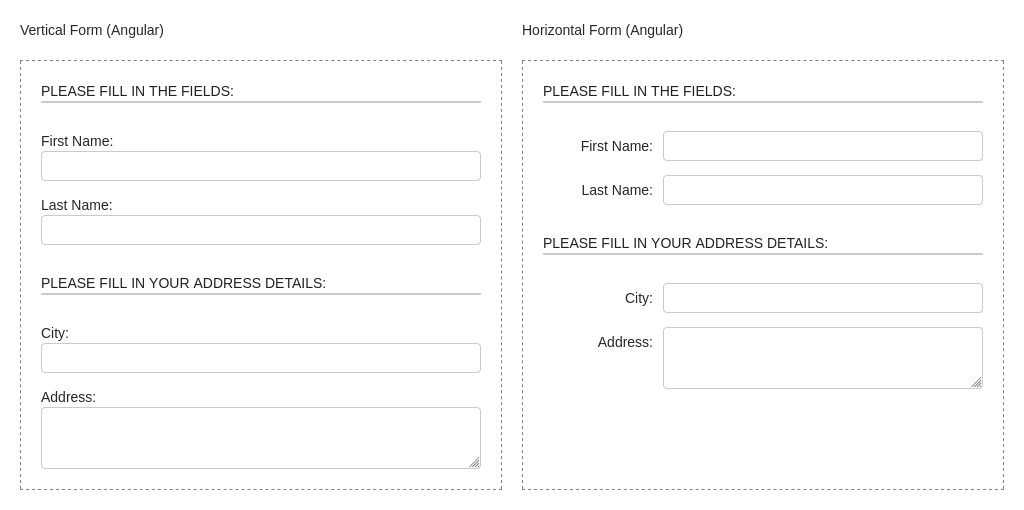 Vertical Form (Angular)
PLEASE FILL IN THE FIELDS:
First Name:
Last Name:
PLEASE FILL IN YOUR ADDRESS DETAILS:
City:
Address:
Horizontal Form (Angular)
PLEASE FILL IN THE FIELDS:
First Name:
Last Name:
PLEASE FILL IN YOUR ADDRESS DETAILS:
City:
Address: